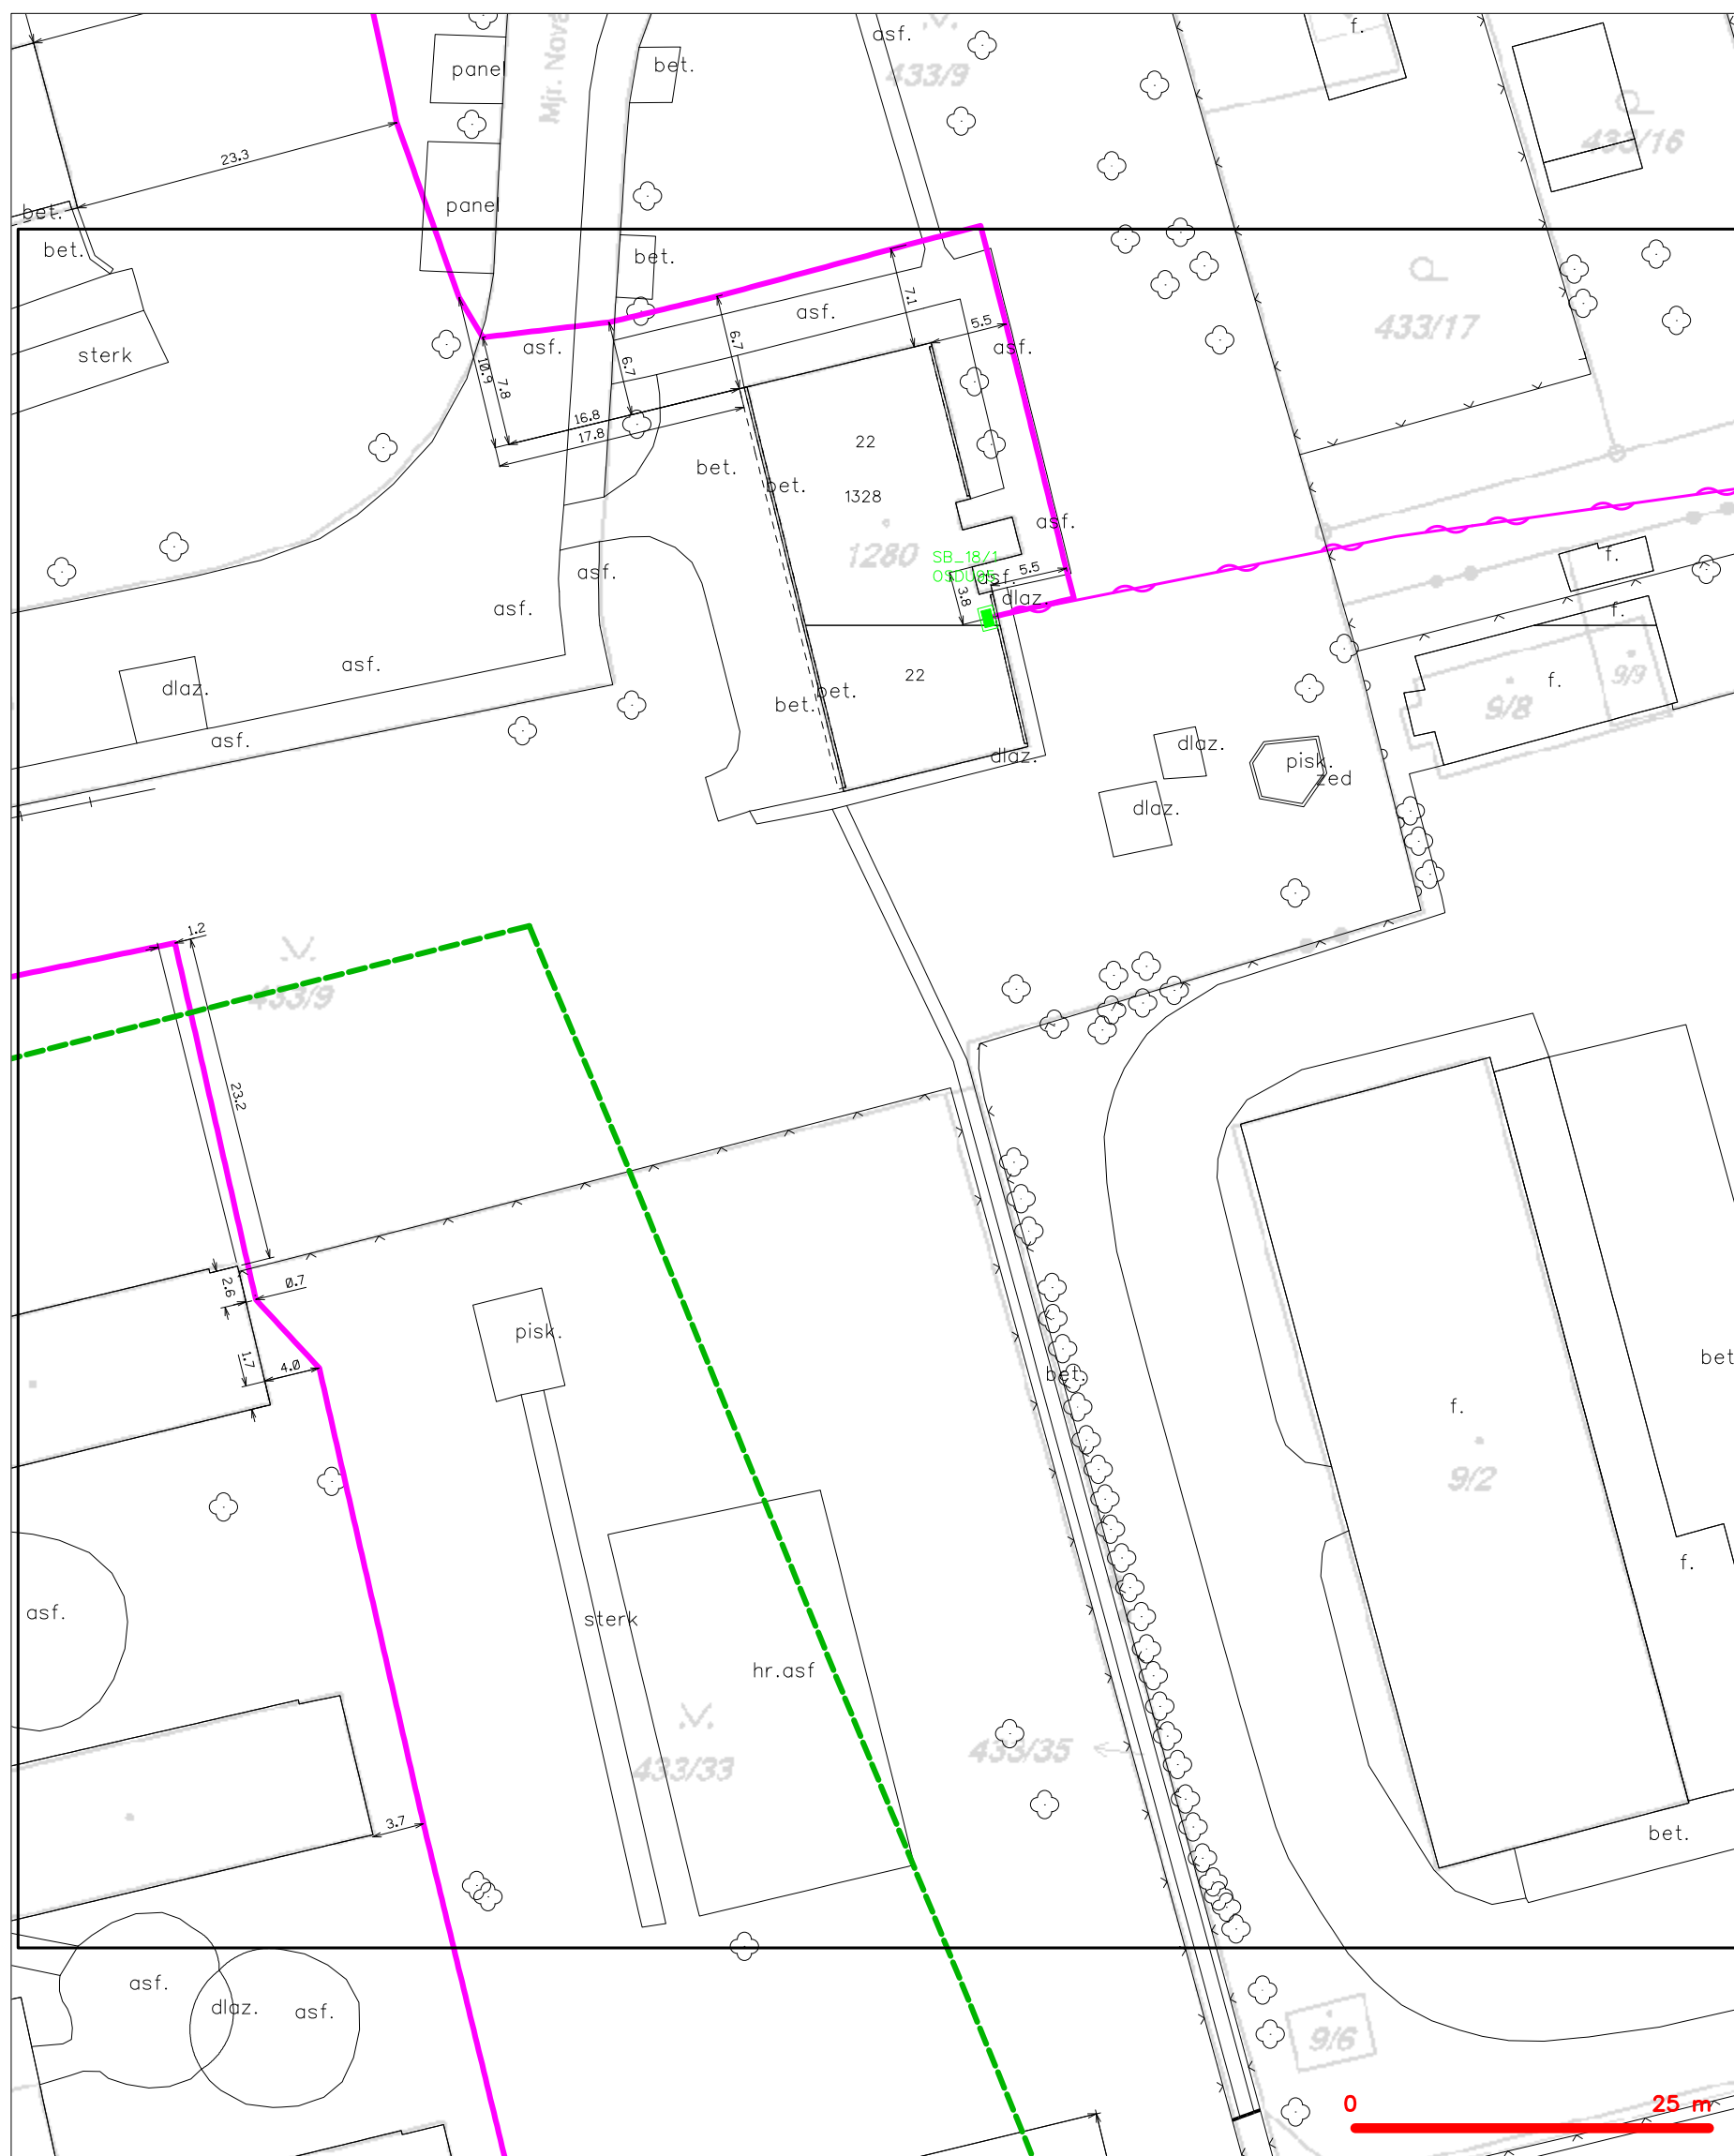 asf.
433/9
f.
panel
bet.
Mjr. Nová
433/16
23.3
panel
bet.
bet.
bet.
7.1
asf.
5.5
433/17
sterk
asf.
asf.
6.7
6.7
10.9
7.8
16.8
17.8
22
bet.
bet.
1328
asf.
1280
SB_18/1
f.
5.5
asf.
asf.
3.8
dlaz.
asf.
f.
asf.
22
f.
9/9
dlaz.
bet.
bet.
9/8
asf.
dlaz.
dlaz.
pisk.
zed
dlaz.
1.2
433/9
23.2
2.6
0.7
pisk.
1.7
4.0
bet.
bet
f.
9/2
f.
asf.
sterk
hr.asf
433/35
433/33
3.7
bet.
asf.
dlaz.
asf.
9/6
0
25 m